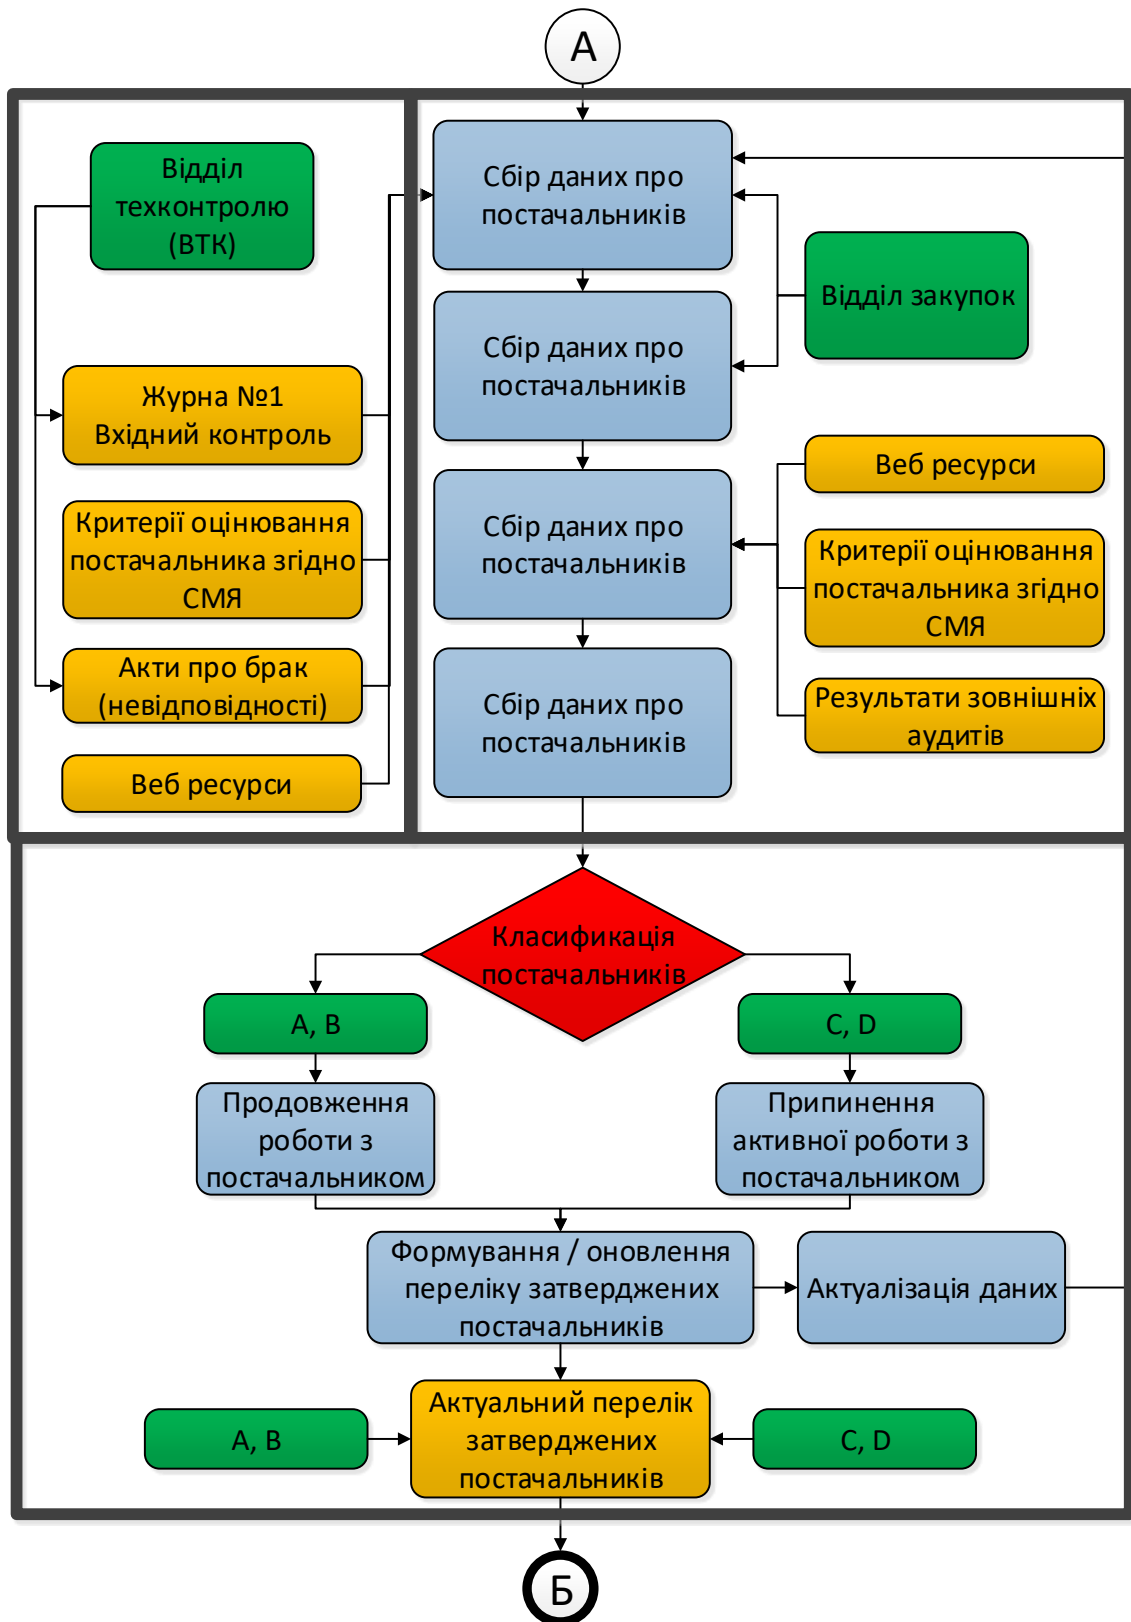 А
Відділ
техконтролю
(ВТК)
Журна №1
Вхідний контроль
Критерії оцінювання
постачальника згідно
СМЯ
Акти про брак
(невідповідності)
Веб ресурси
Сбір даних про
постачальників
Сбір даних про
постачальників
Сбір даних про
постачальників
Сбір даних про
постачальників
Відділ закупок
Веб ресурси
Критерії оцінювання
постачальника згідно
СМЯ
Результати зовнішніх
аудитів
Класифікація
постачальників
A, B
C, D
Продовження
роботи з
постачальником
Припинення
активної роботи з
постачальником
Формування / оновлення
переліку затверджених
постачальників
Актуалізація даних
A, B
Актуальний перелік
затверджених
постачальників
C, D
Б